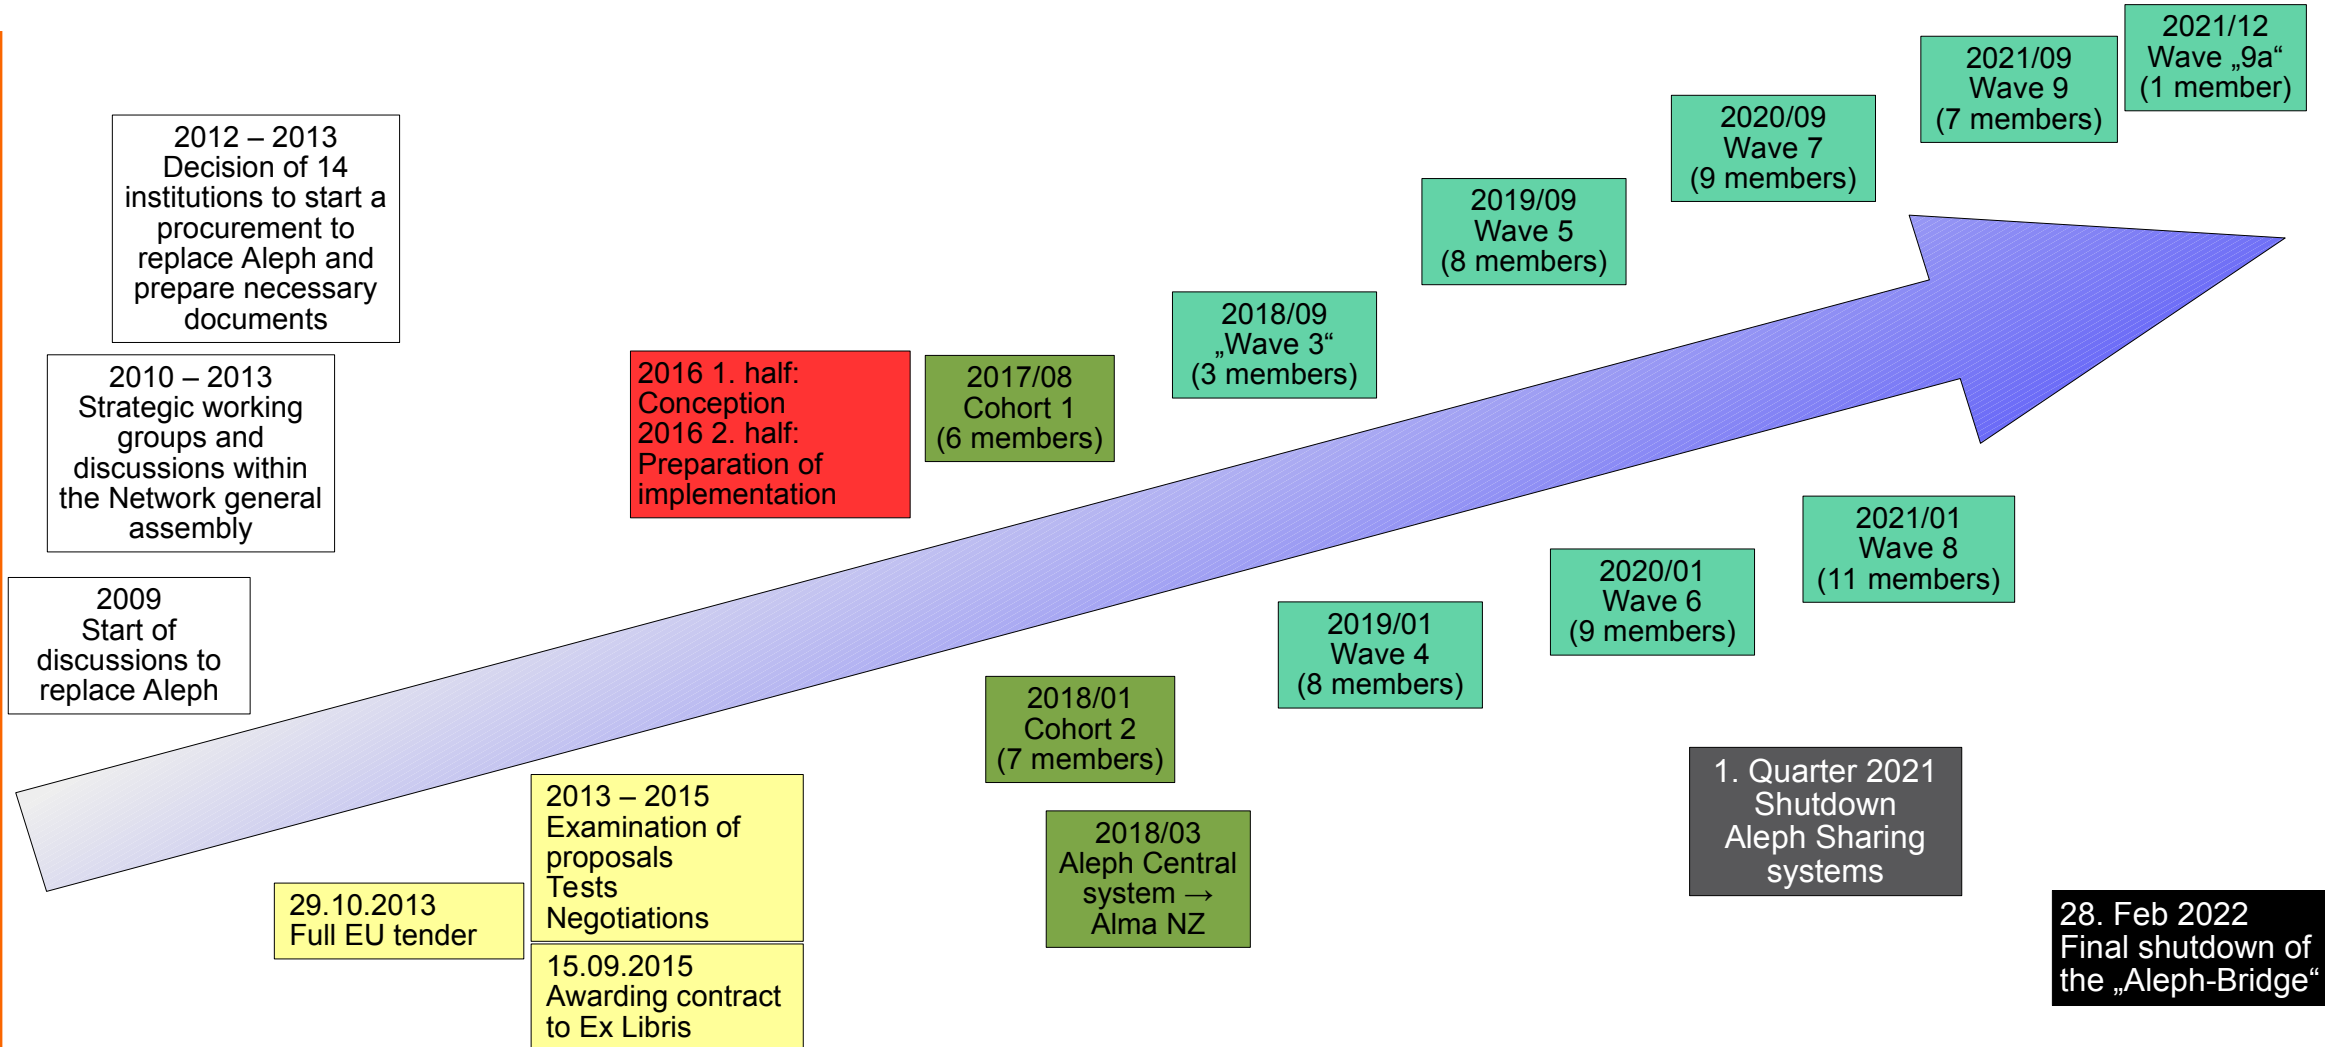 2009
Start of
discussions to
replace Aleph
2010 – 2013
Strategic working
groups and
discussions within
the Network general
assembly
2012 – 2013
Decision of 14
institutions to start a
procurement to
replace Aleph and
prepare necessary
documents
29.10.2013
Full EU tender
2013 – 2015
Examination of
proposals
Tests
Negotiations
15.09.2015
Awarding contract
to Ex Libris
2016 1. half:
Conception
2016 2. half:
Preparation of
implementation
2017/08
Cohort 1
(6 members)
2018/01
Cohort 2
(7 members)
2018/03
Aleph Central
system →
Alma NZ
2018/09
„Wave 3“
(3 members)
2019/01
Wave 4
(8 members)
2019/09
Wave 5
(8 members)
2020/01
Wave 6
(9 members)
2020/09
Wave 7
(9 members)
2021/01
Wave 8
(11 members)
1. Quarter 2021
Shutdown
Aleph Sharing
systems
2021/09
Wave 9
(7 members)
2021/12
Wave „9a“
(1 member)
28. Feb 2022
Final shutdown of
the „Aleph-Bridge“